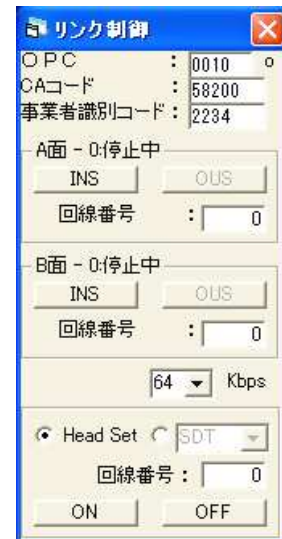 リンク制御
OPC : 0010 o
CAコード : 58200
事業者識別コード : 2234
A面 - 0:停止中
INS OUS
回線番号 : 0
B面 - 0:停止中
INS OUS
回線番号 : 0
64 Kbps
Head Set SDT
回線番号 : 0
ON OFF